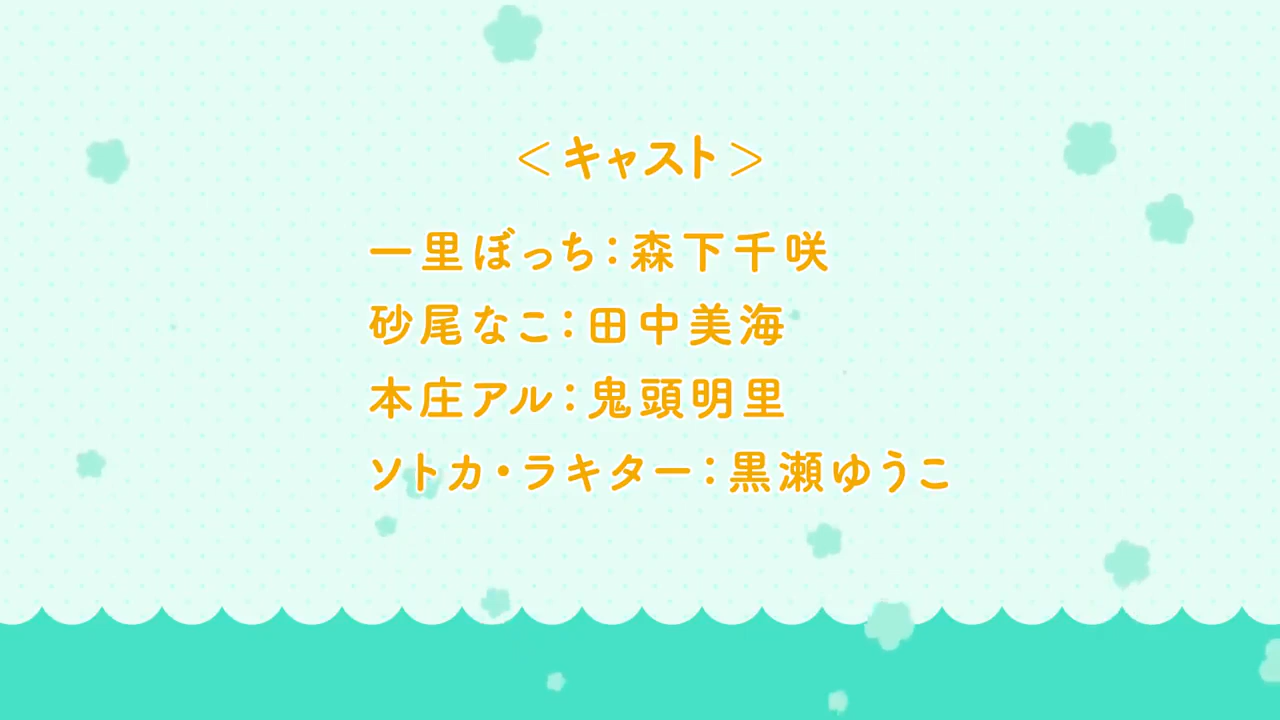 ＜キャスト＞
一里ぼっち：森下千咲
砂尾なこ：田中美海
本庄アル：鬼頭明里
ソトカ・ラキター：黒瀬ゆうこ